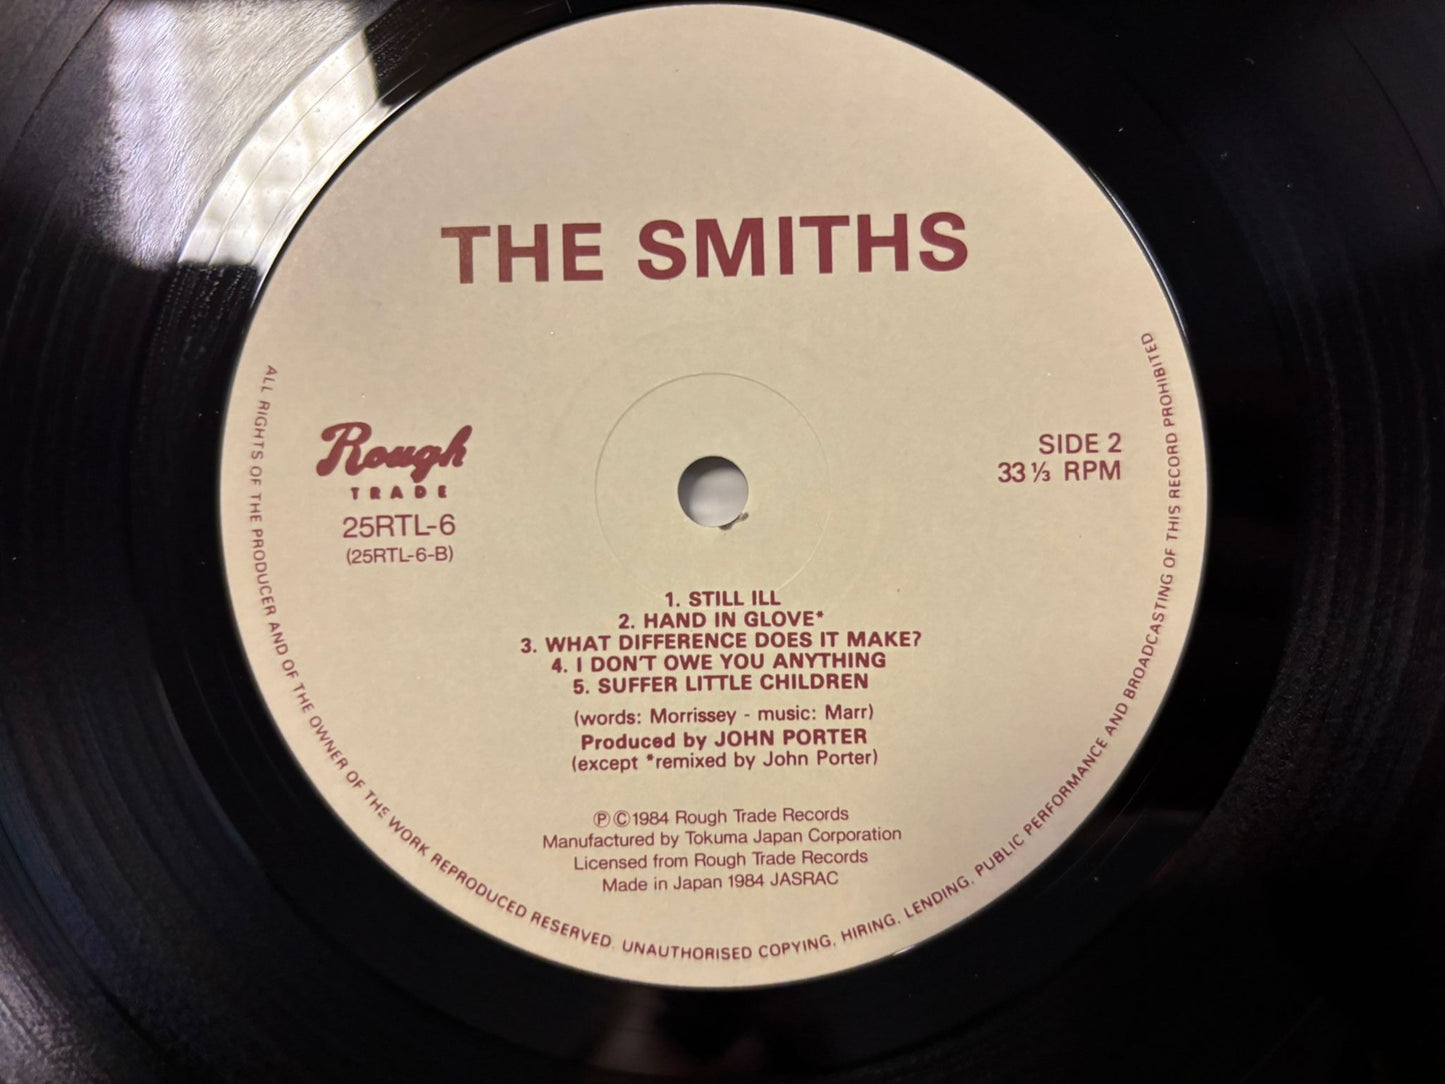 THE SMITHS
Rough
TRADE
25RTL-6
(25RTL-6-B)
SIDE 2
33 ⅓ RPM
1. STILL ILL
2. HAND IN GLOVE*
3. WHAT DIFFERENCE DOES IT MAKE?
4. I DON'T OWE YOU ANYTHING
5. SUFFER LITTLE CHILDREN
(words: Morrissey - music: Marr)
Produced by JOHN PORTER
(except *remixed by John Porter)
ⓅⒸ1984 Rough Trade Records
Manufactured by Tokuma Japan Corporation
Licensed from Rough Trade Records
Made in Japan 1984 JASRAC
ALL RIGHTS OF THE PRODUCER AND OF THE OWNER OF THE WORK REPRODUCED RESERVED. UNAUTHORISED COPYING, HIRING, LENDING, PUBLIC PERFORMANCE AND BROADCASTING OF THIS RECORD PROHIBITED